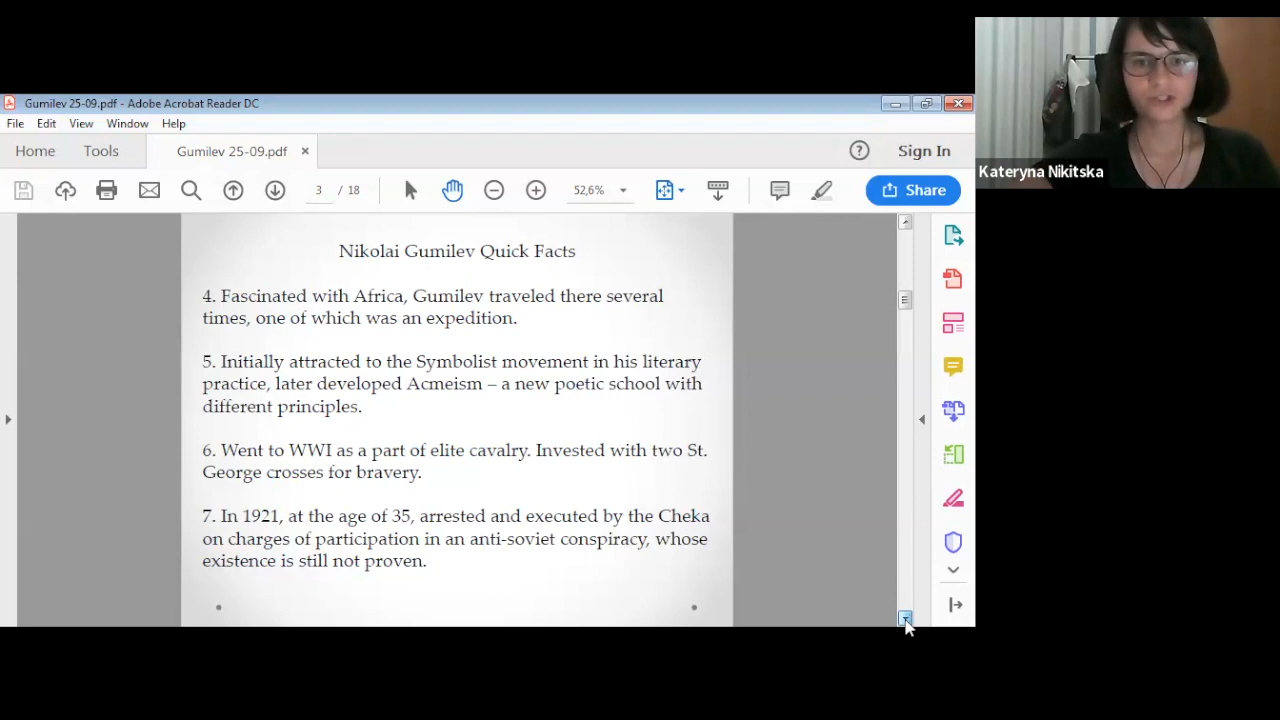 Gumilev 25-09.pdf - Adobe Acrobat Reader DC
File Edit View Window Help
Home Tools Gumilev 25-09.pdf × Sign In
3 / 18 52,6% Share
Kateryna Nikitska
Nikolai Gumilev Quick Facts
4. Fascinated with Africa, Gumilev traveled there several
times, one of which was an expedition.
5. Initially attracted to the Symbolist movement in his literary
practice, later developed Acmeism – a new poetic school with
different principles.
6. Went to WWI as a part of elite cavalry. Invested with two St.
George crosses for bravery.
7. In 1921, at the age of 35, arrested and executed by the Cheka
on charges of participation in an anti-soviet conspiracy, whose
existence is still not proven.